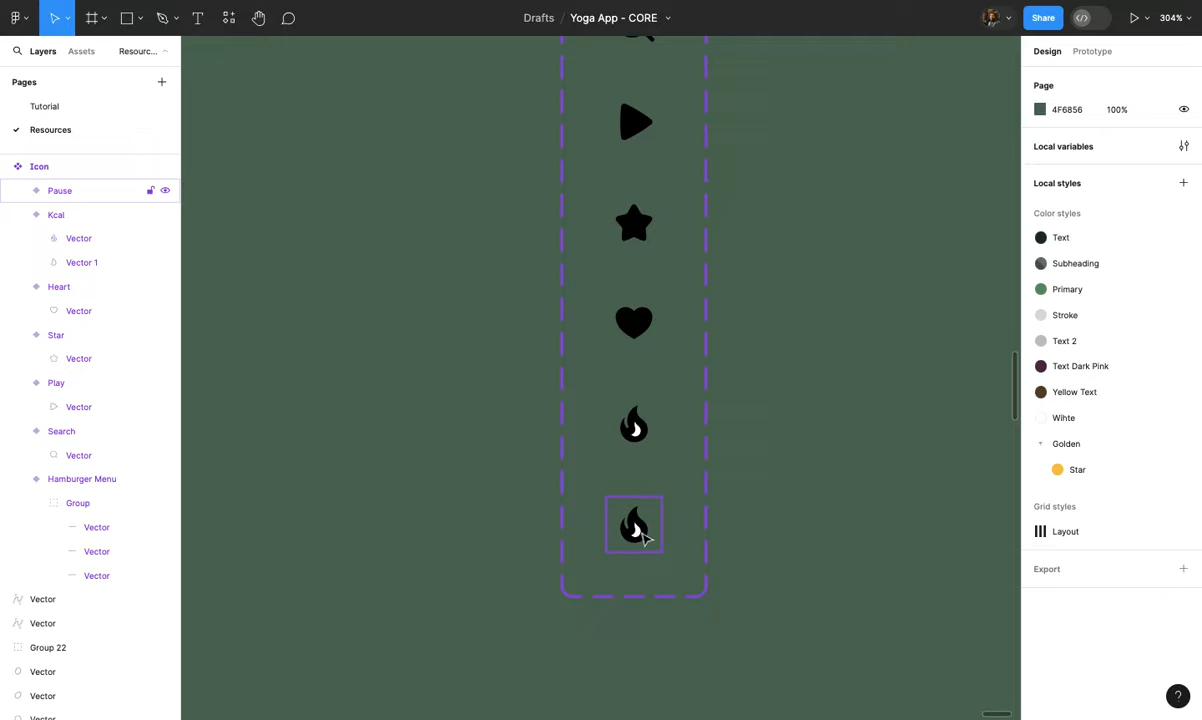 Drafts / Yoga App - CORE
Share
304%
Layers
Assets
Resourc...
Pages
Tutorial
Resources
Icon
Pause
Kcal
Vector
Vector 1
Heart
Vector
Star
Vector
Play
Vector
Search
Vector
Hamburger Menu
Group
Vector
Vector
Vector
Vector
Vector
Group 22
Vector
Vector
Design
Prototype
Page
4F6856
100%
Local variables
Local styles
Color styles
Text
Subheading
Primary
Stroke
Text 2
Text Dark Pink
Yellow Text
Wihte
Golden
Star
Grid styles
Layout
Export
?